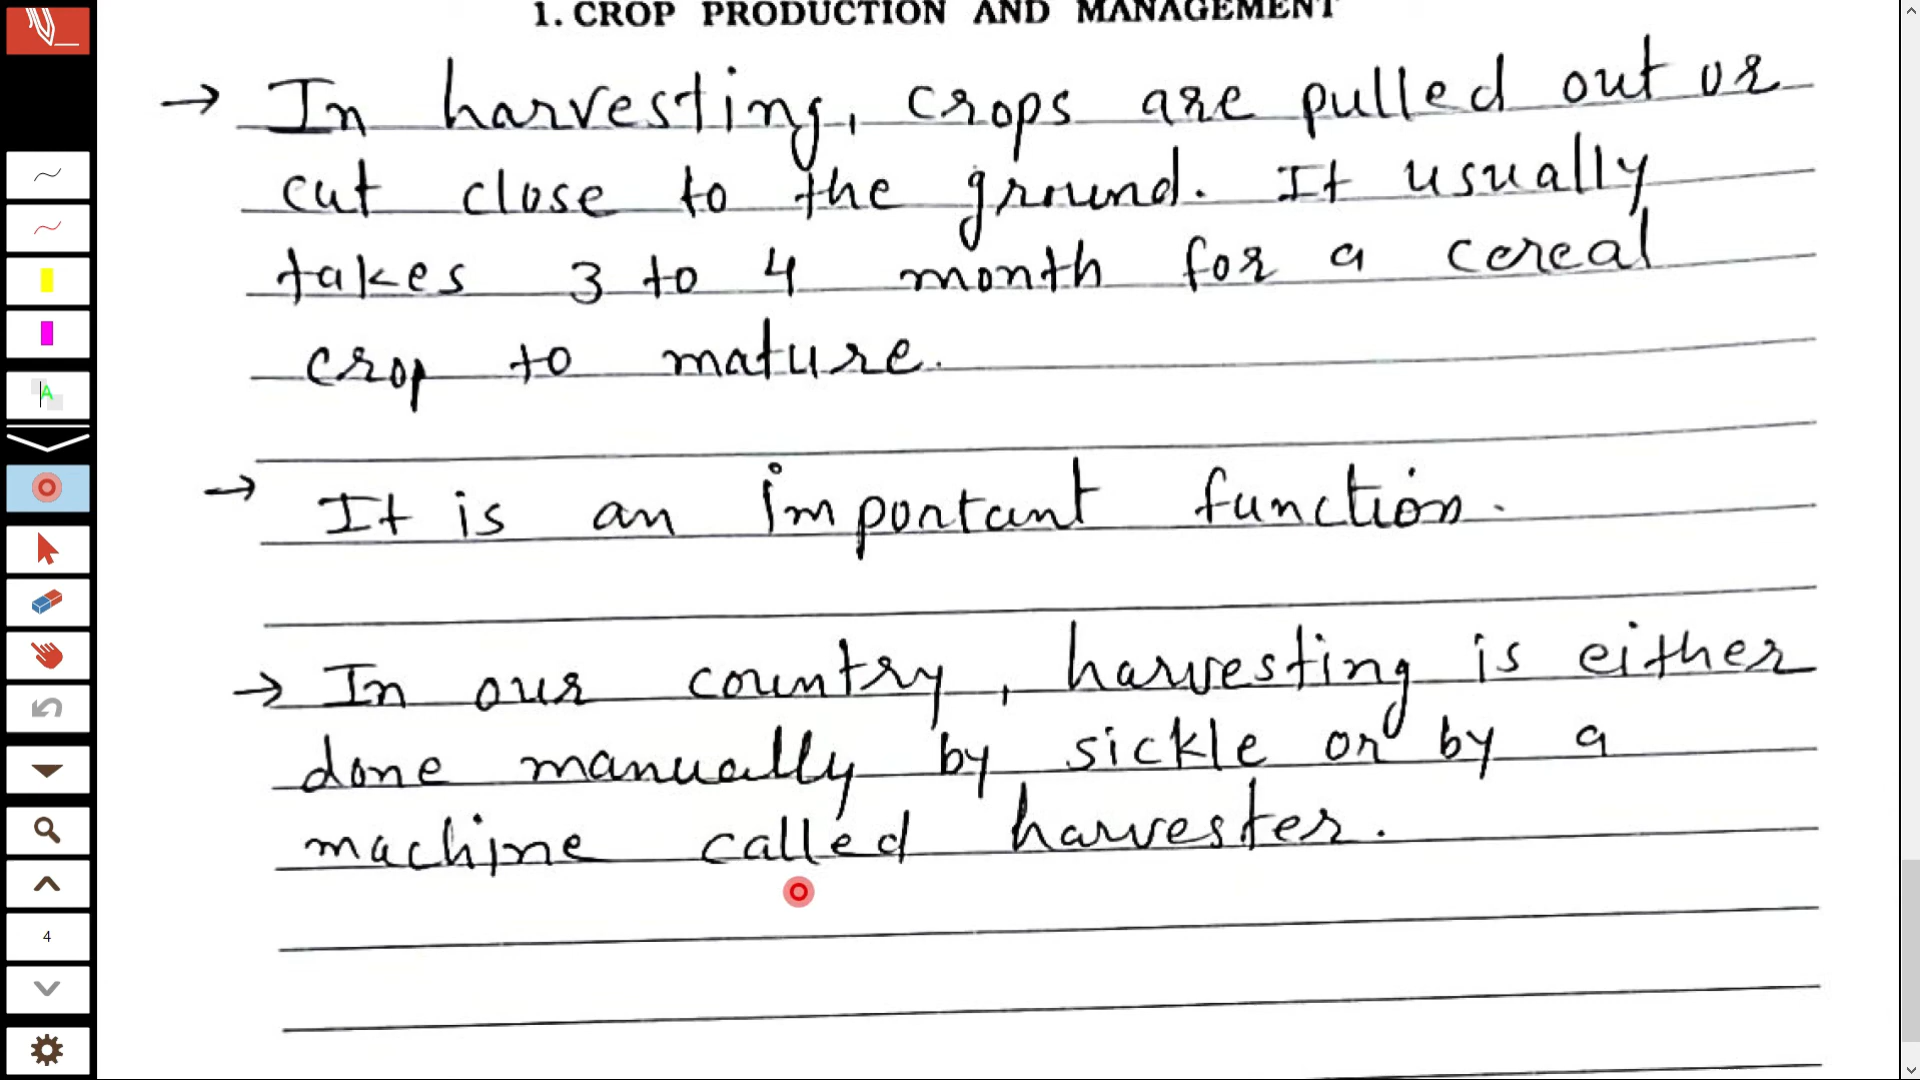 1. CROP PRODUCTION AND MANAGEMENT
→ In harvesting, crops are pulled out or
cut close to the ground. It usually
takes 3 to 4 month for a cereal
crop to mature.
→ It is an important function.
→ In our country, harvesting is either
done manually by sickle or by a
machine called harvester.
A
4